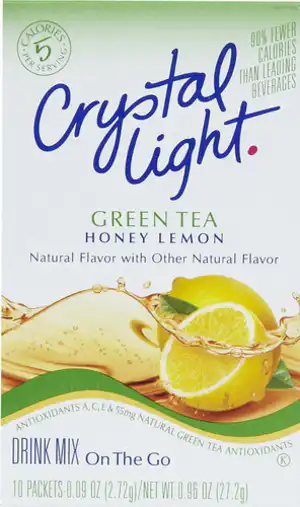 CALORIES
5
PER SERVING
90% FEWER
CALORIES
THAN LEADING
BEVERAGES
Crystal
Light.
GREEN TEA
HONEY LEMON
Natural Flavor with Other Natural Flavor
ANTIOXIDANTS A, C, E & 55mg NATURAL GREEN TEA ANTIOXIDANTS
DRINK MIX On The Go
K
10 PACKETS-0.09 OZ (2.72g)/NET WT 0.96 OZ (27.2g)